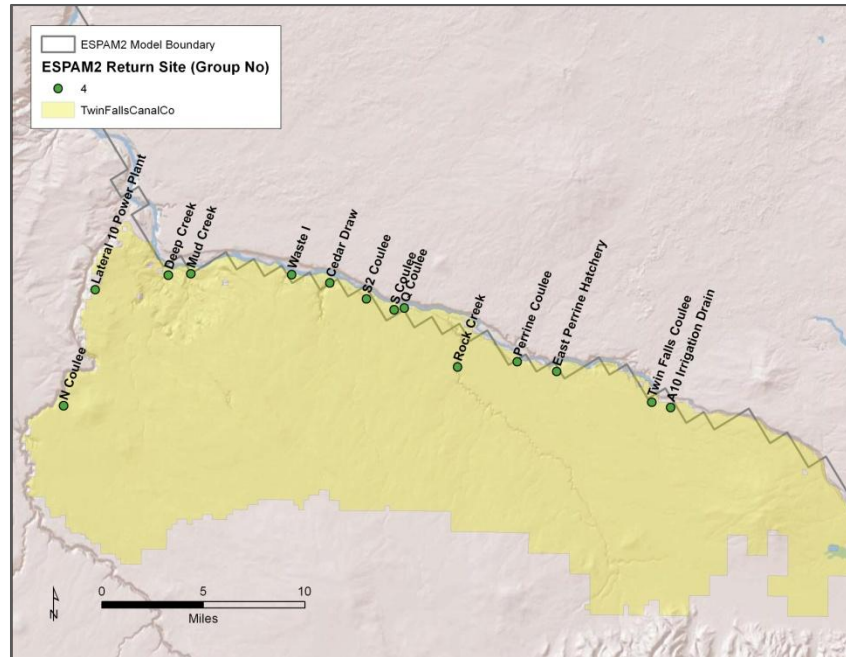 ESPAM2 Model Boundary
ESPAM2 Return Site (Group No)
4
TwinFallsCanalCo
Lateral 10 Power Plant
N Coulee
Deep Creek
Mud Creek
Waste I
Cedar Draw
S2 Coulee
S Coulee
Q Coulee
Rock Creek
Perrine Coulee
East Perrine Hatchery
Twin Falls Coulee
A10 Irrigation Drain
N
0 5 10
Miles